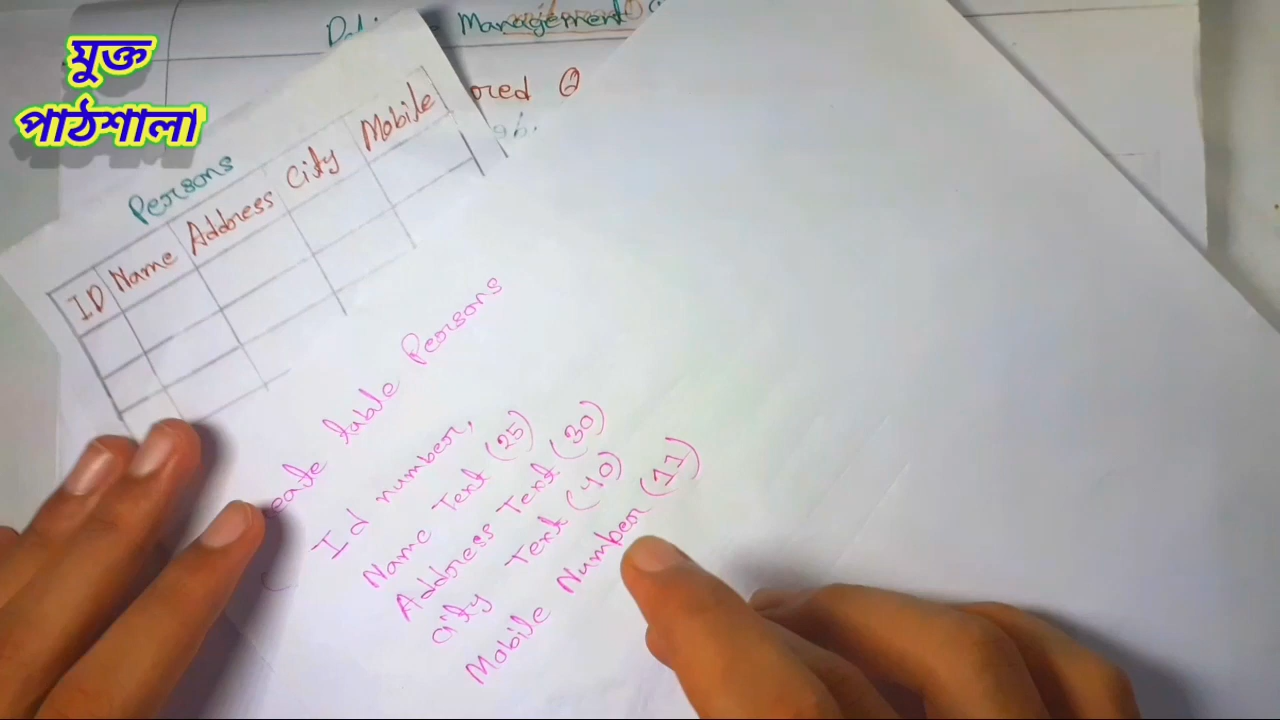 মুক্ত
পাঠশালা
Management
ored
Persons
ID Name Address City Mobile
eate table Persons
(
Id number,
Name Text (25)
Address Text (30)
City Text (40)
Mobile Number (11)